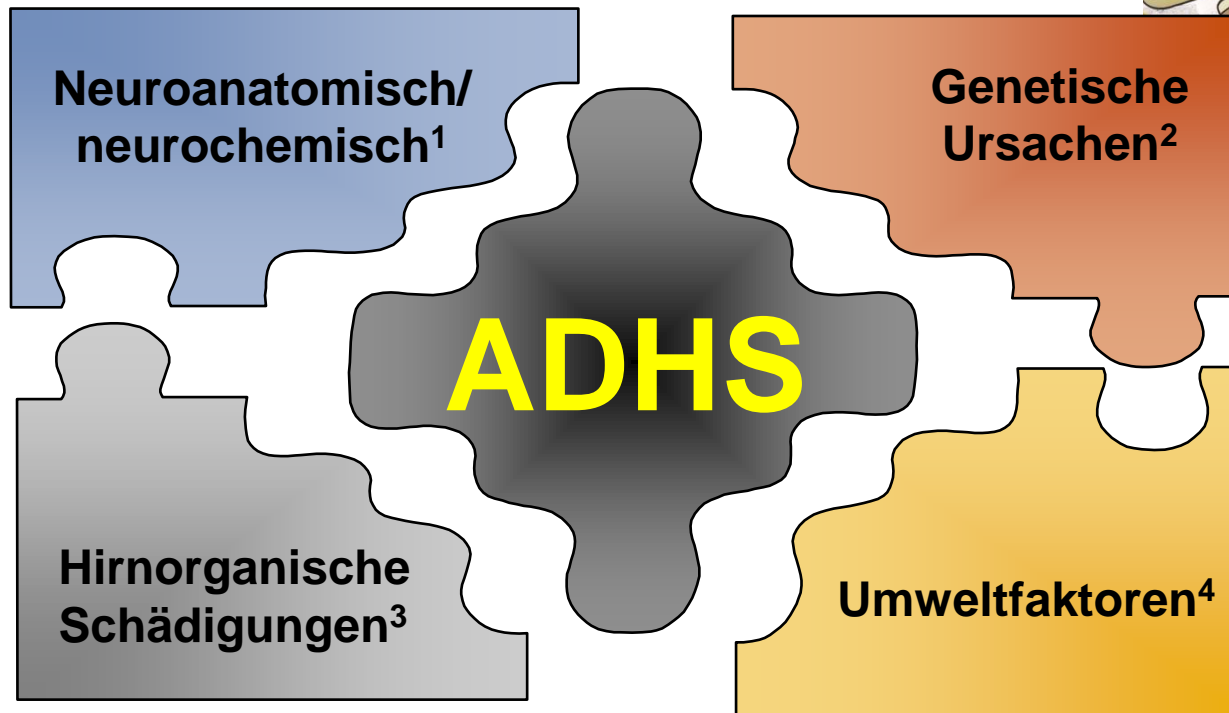 Neuroanatomisch/
neurochemisch¹
Genetische
Ursachen²
ADHS
Hirnorganische
Schädigungen³
Umweltfaktoren⁴